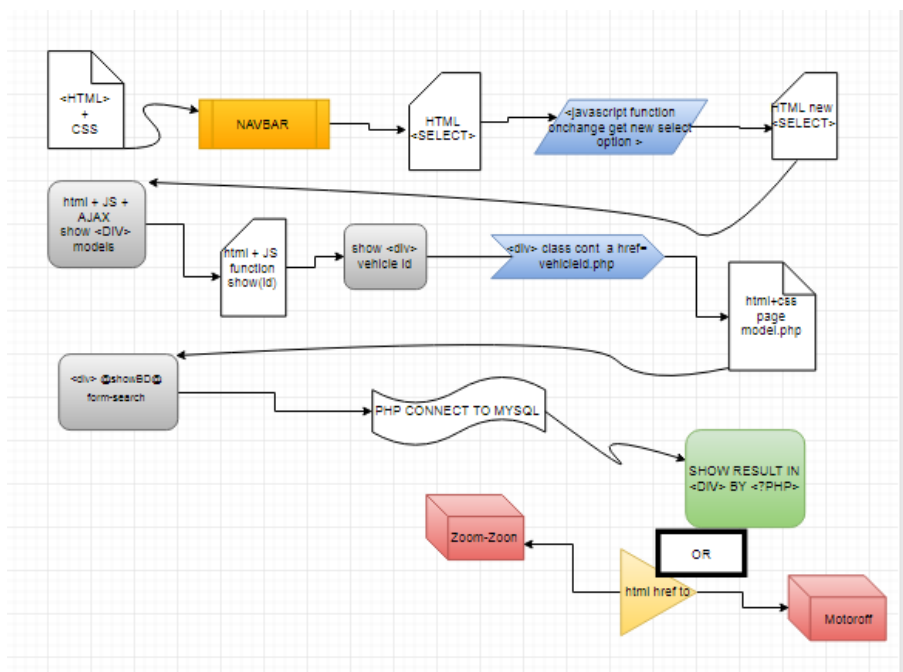 <HTML>
+
CSS
NAVBAR
HTML
<SELECT>
<javascript function
onchange get new select
option >
HTML new
<SELECT>
html + JS +
AJAX
show <DIV>
models
html + JS
function
show(id)
show <div>
vehicle id
<div> class cont a href=
vehicleid.php
html+css
page
model.php
<div> @showBD@
form-search
PHP CONNECT TO MYSQL
SHOW RESULT IN
<DIV> BY <?PHP>
OR
Zoom-Zoon
html href to
Motoroff